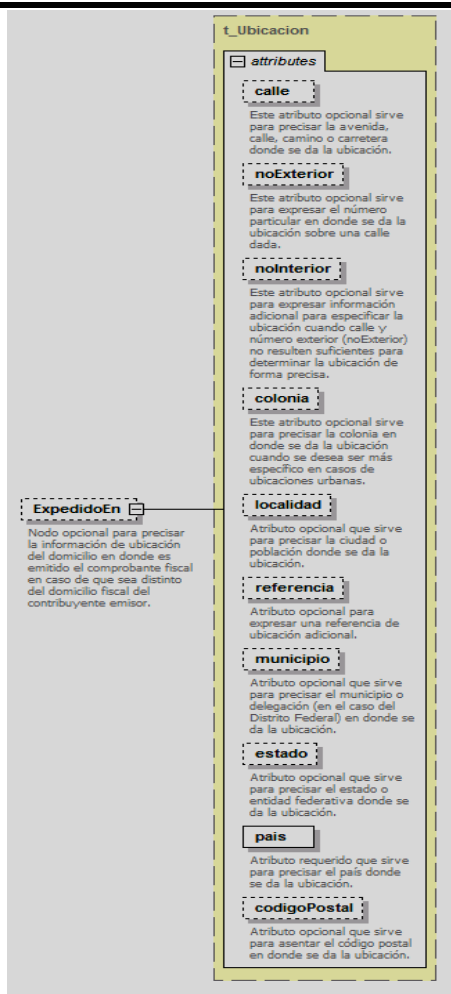 t_Ubicacion
attributes
calle
Este atributo opcional sirve
para precisar la avenida,
calle, camino o carretera
donde se da la ubicación.
noExterior
Este atributo opcional sirve
para expresar el número
particular en donde se da la
ubicación sobre una calle
dada.
noInterior
Este atributo opcional sirve
para expresar información
adicional para especificar la
ubicación cuando calle y
número exterior (noExterior)
no resulten suficientes para
determinar la ubicación de
forma precisa.
colonia
Este atributo opcional sirve
para precisar la colonia en
donde se da la ubicación
cuando se desea ser más
específico en casos de
ubicaciones urbanas.
localidad
Atributo opcional que sirve
para precisar la ciudad o
población donde se da la
ubicación.
referencia
Atributo opcional para
expresar una referencia de
ubicación adicional.
municipio
Atributo opcional que sirve
para precisar el municipio o
delegación (en el caso del
Distrito Federal) en donde se
da la ubicación.
estado
Atributo opcional que sirve
para precisar el estado o
entidad federativa donde se
da la ubicación.
pais
Atributo requerido que sirve
para precisar el país donde
se da la ubicación.
codigoPostal
Atributo opcional que sirve
para asentar el código postal
en donde se da la ubicación.
ExpedidoEn
Nodo opcional para precisar
la información de ubicación
del domicilio en donde es
emitido el comprobante fiscal
en caso de que sea distinto
del domicilio fiscal del
contribuyente emisor.